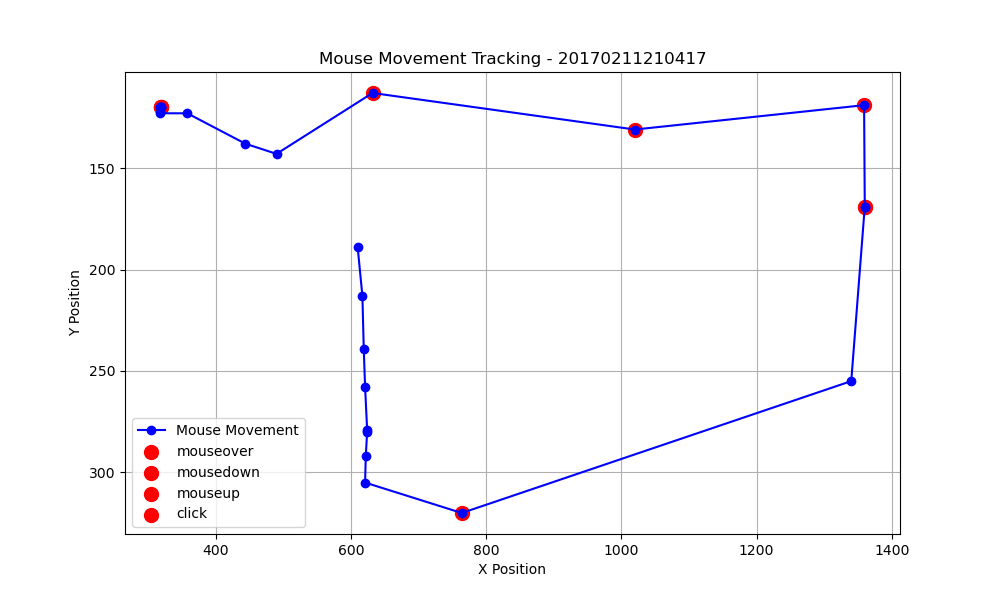 Mouse Movement Tracking - 20170211210417
150
200
250
300
Y Position
Mouse Movement
mouseover
mousedown
mouseup
click
400
600
800
1000
1200
1400
X Position